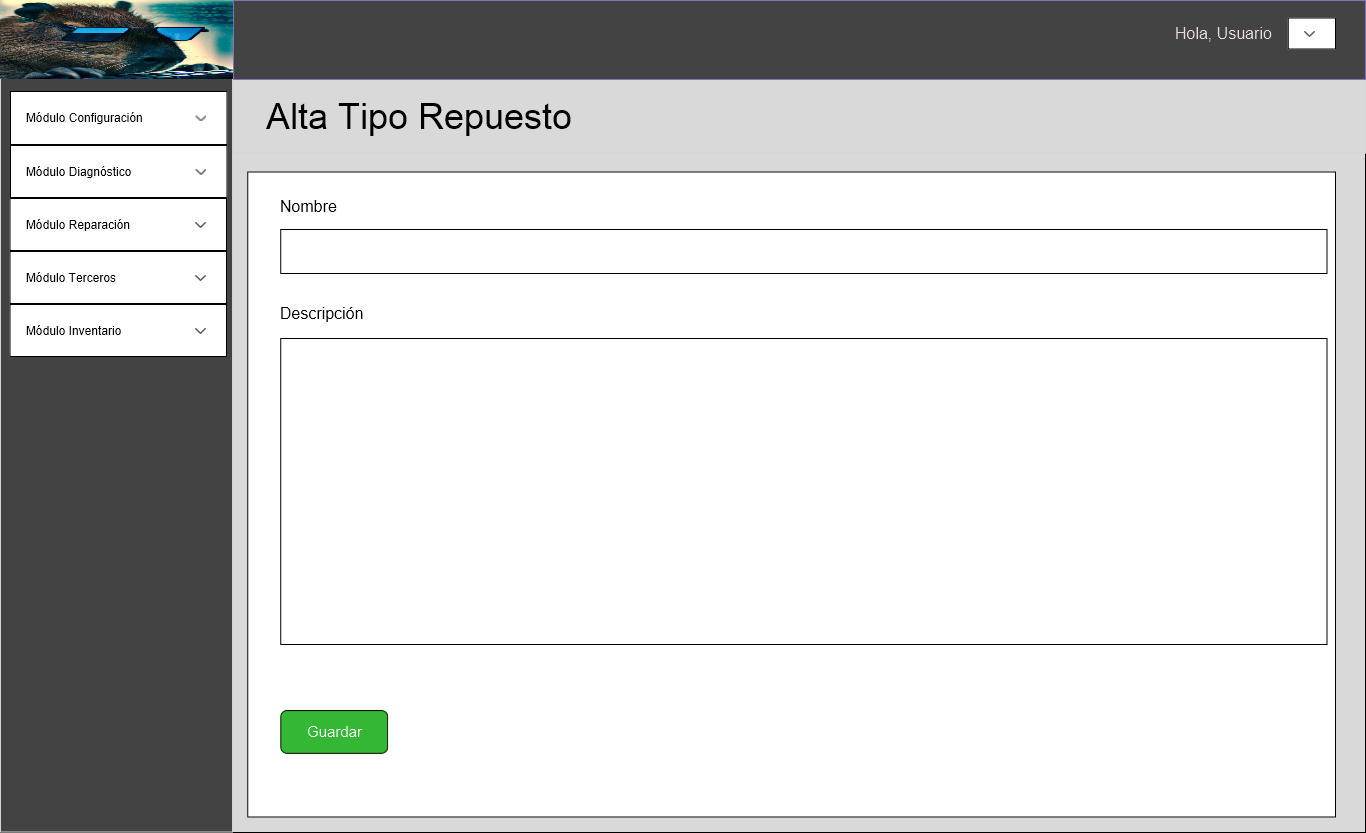 Hola, Usuario
Módulo Configuración
Módulo Diagnóstico
Módulo Reparación
Módulo Terceros
Módulo Inventario
Alta Tipo Repuesto
Nombre
Descripción
Guardar